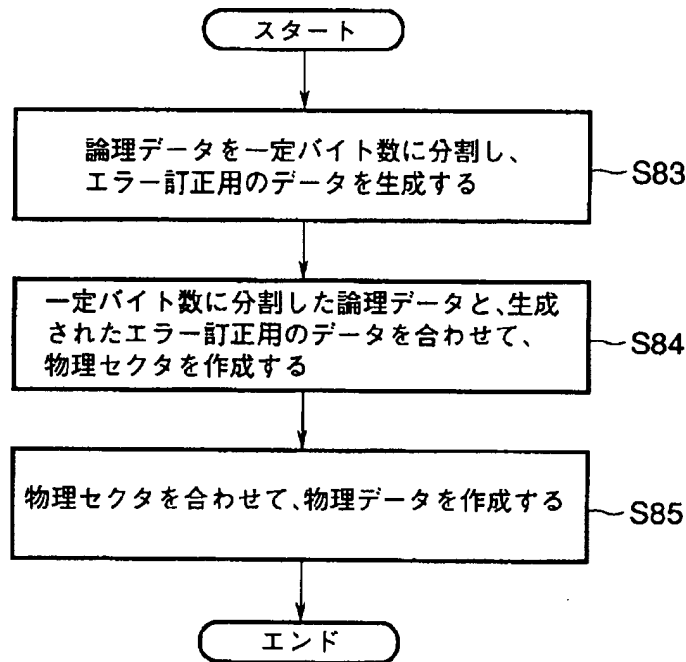 スタート
論理データを一定バイト数に分割し、
エラー訂正用のデータを生成する
S83
一定バイト数に分割した論理データと、生成
されたエラー訂正用のデータを合わせて、
物理セクタを作成する
S84
物理セクタを合わせて、物理データを作成する
S85
エンド